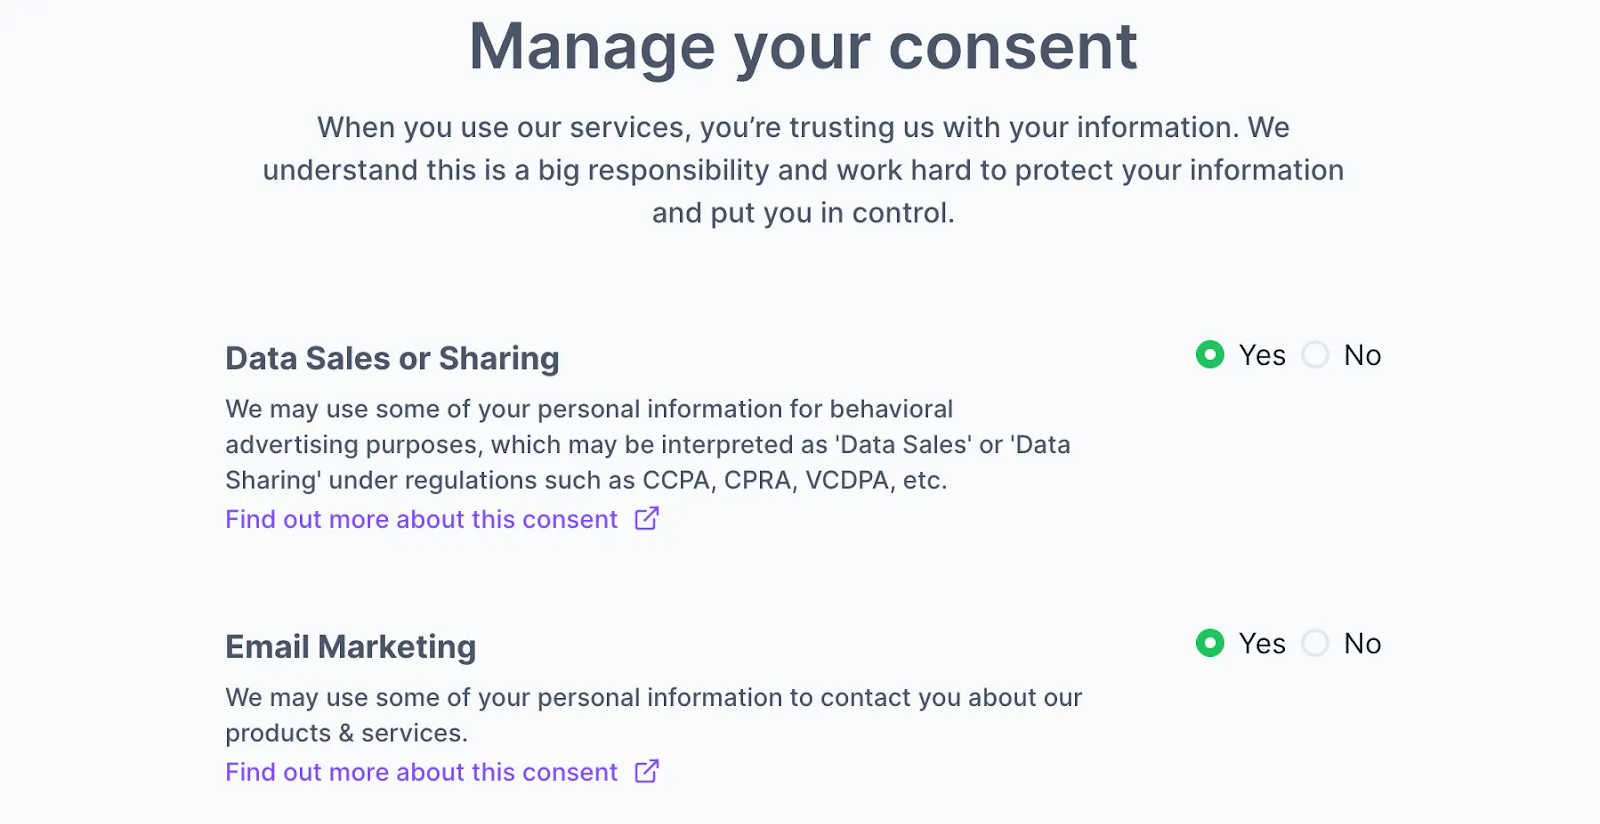 Manage your consent
When you use our services, you’re trusting us with your information. We
understand this is a big responsibility and work hard to protect your information
and put you in control.
Data Sales or Sharing
Yes No
We may use some of your personal information for behavioral
advertising purposes, which may be interpreted as 'Data Sales' or 'Data
Sharing' under regulations such as CCPA, CPRA, VCDPA, etc.
Find out more about this consent
Email Marketing
Yes No
We may use some of your personal information to contact you about our
products & services.
Find out more about this consent